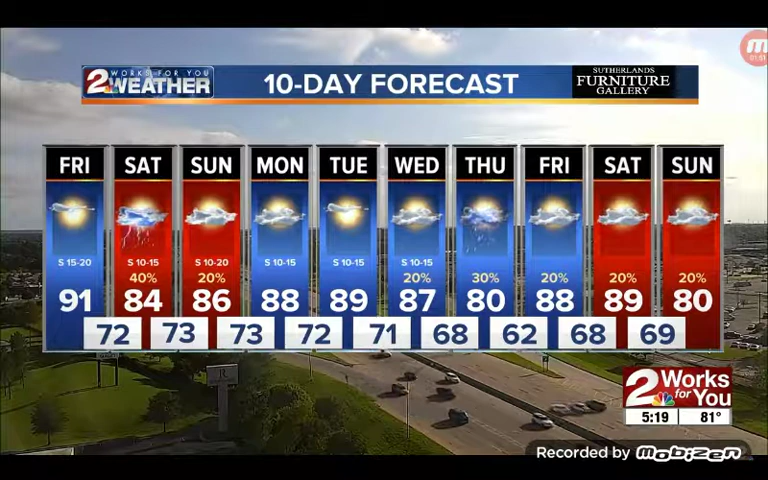 WORKS FOR YOU
2 WEATHER
10-DAY FORECAST
SUTHERLANDS
FURNITURE
GALLERY
FRI SAT SUN MON TUE WED THU FRI SAT SUN
S 15-20 S 10-15 S 10-20 S 10-15 S 10-15 S 10-15
40% 20% 20% 30% 20% 20% 20%
91 84 86 88 89 87 80 88 89 80
72 73 73 72 71 68 62 68 69
2 Works for You
5:19 81°
Recorded by MOBIZEN